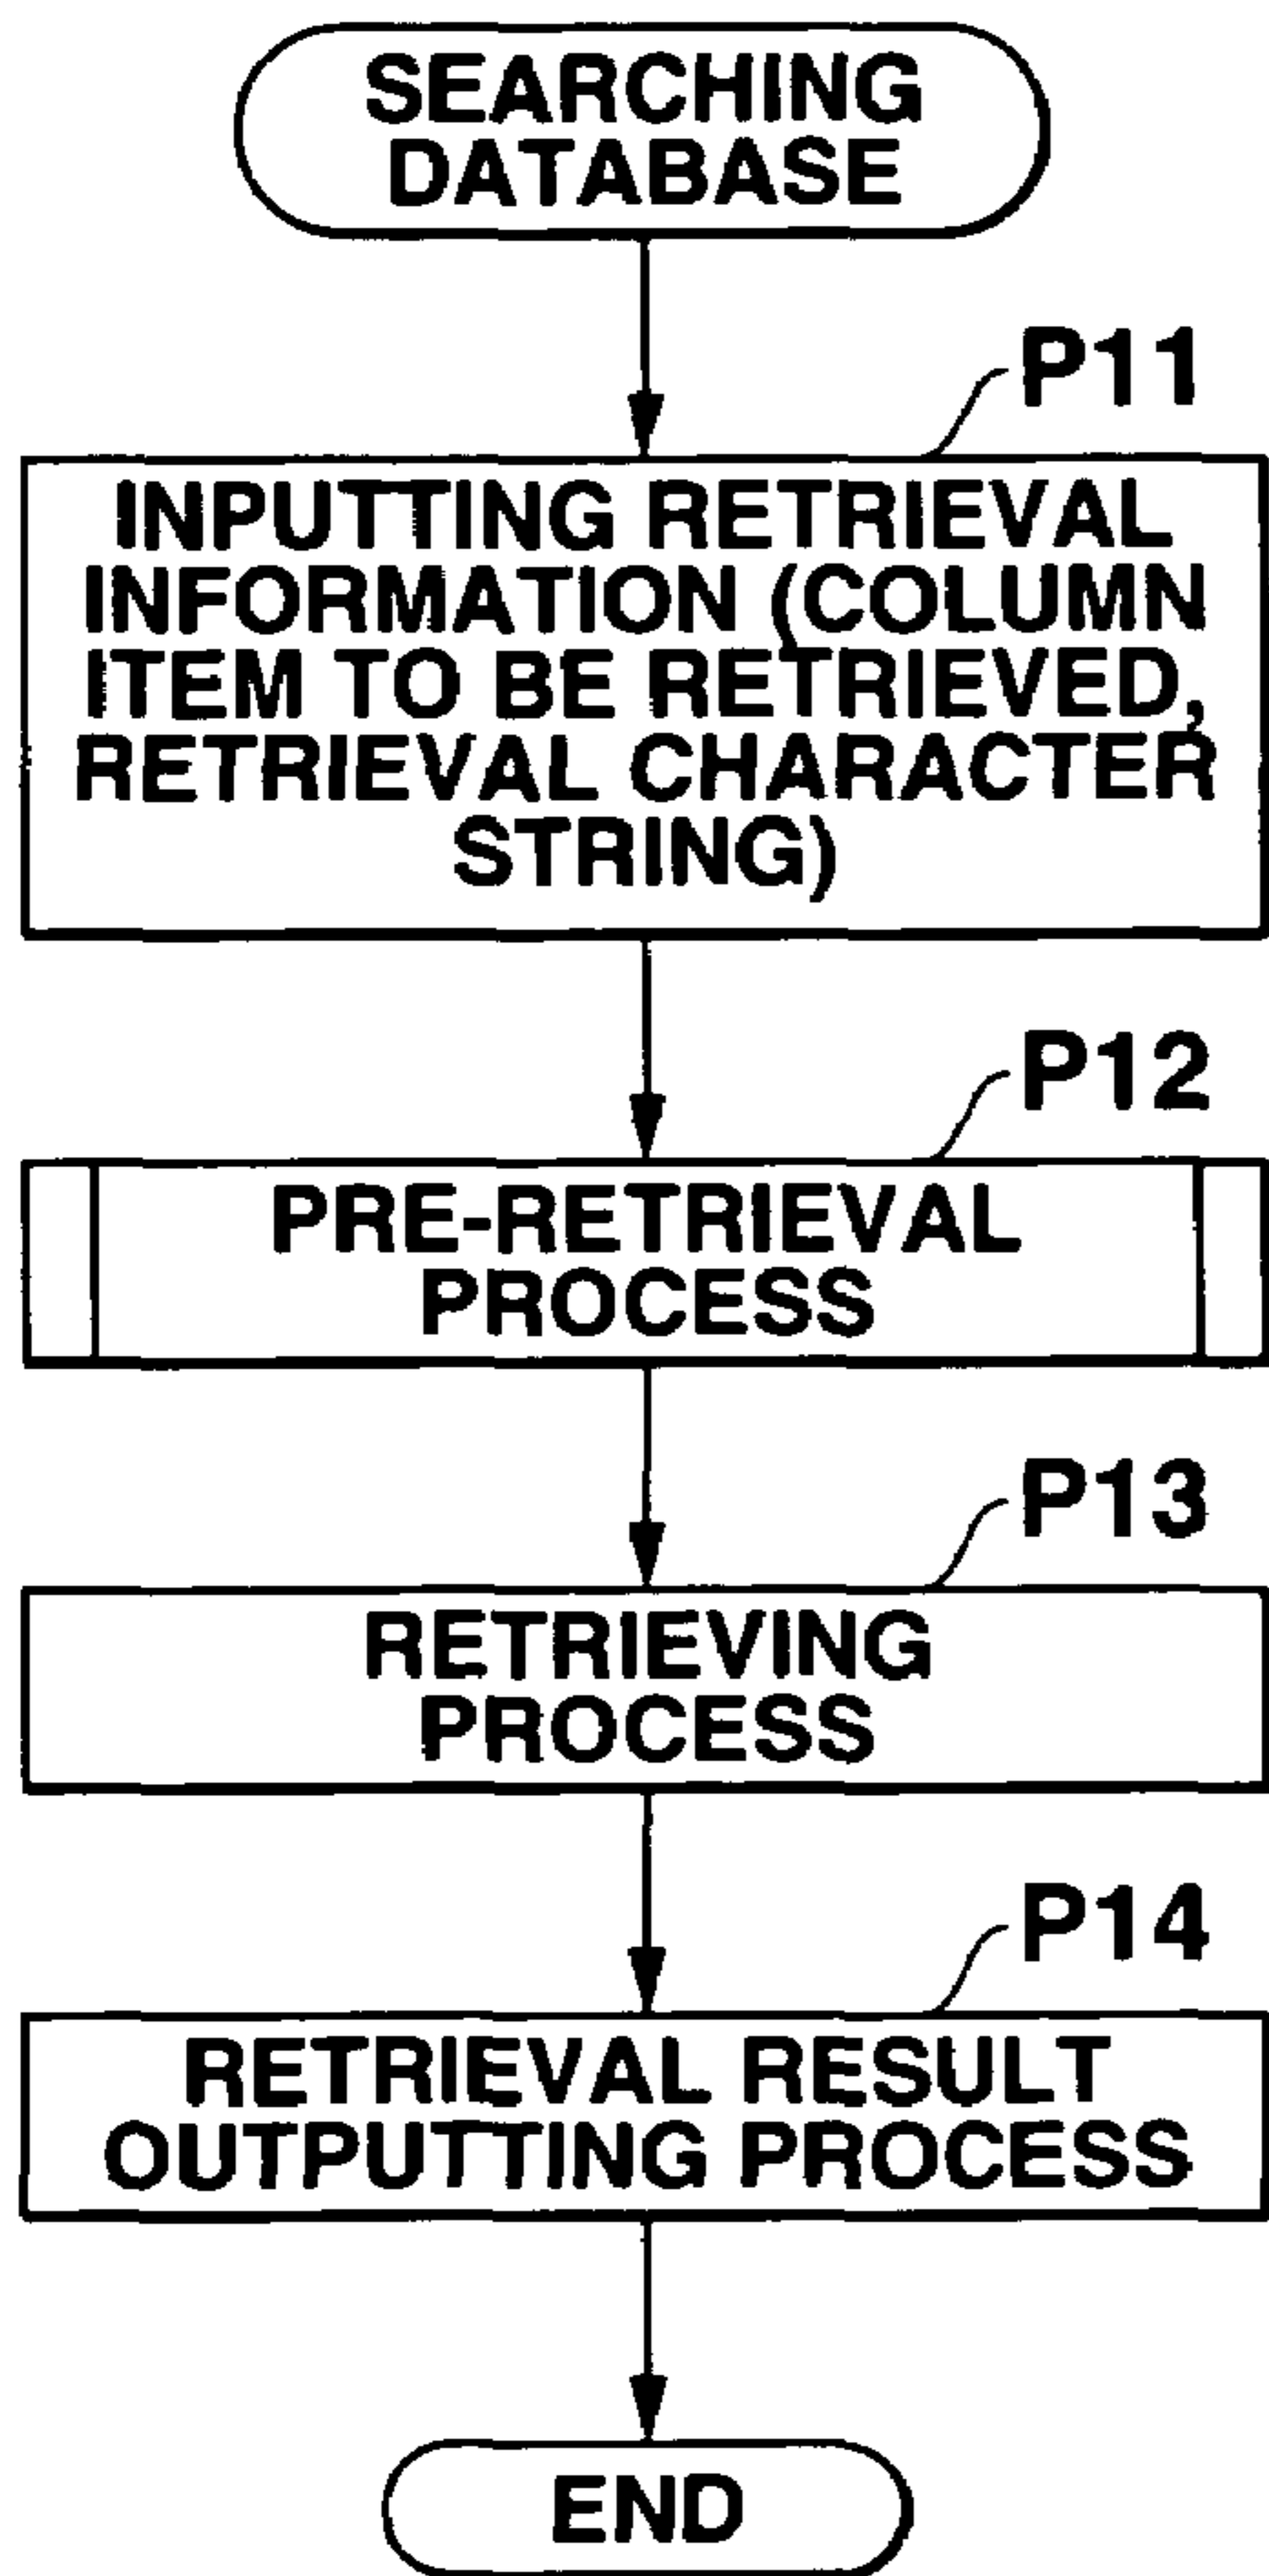 SEARCHING
DATABASE
P11
INPUTTING RETRIEVAL
INFORMATION (COLUMN
ITEM TO BE RETRIEVED,
RETRIEVAL CHARACTER
STRING)
P12
PRE-RETRIEVAL
PROCESS
P13
RETRIEVING
PROCESS
P14
RETRIEVAL RESULT
OUTPUTTING PROCESS
END